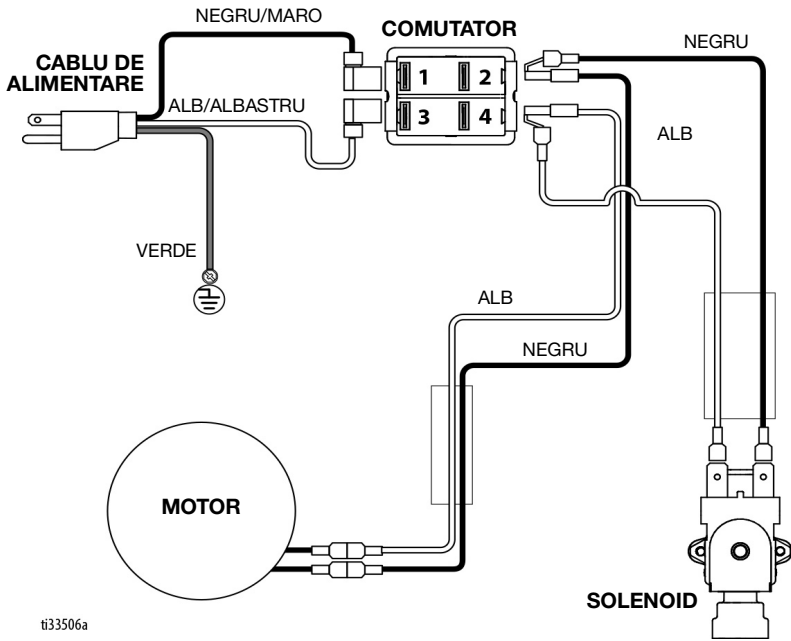 NEGRU/MARO
COMUTATOR
NEGRU
CABLU DE
ALIMENTARE
1
2
ALB/ALBASTRU
3
4
ALB
VERDE
ALB
NEGRU
MOTOR
SOLENOID
ti33506a